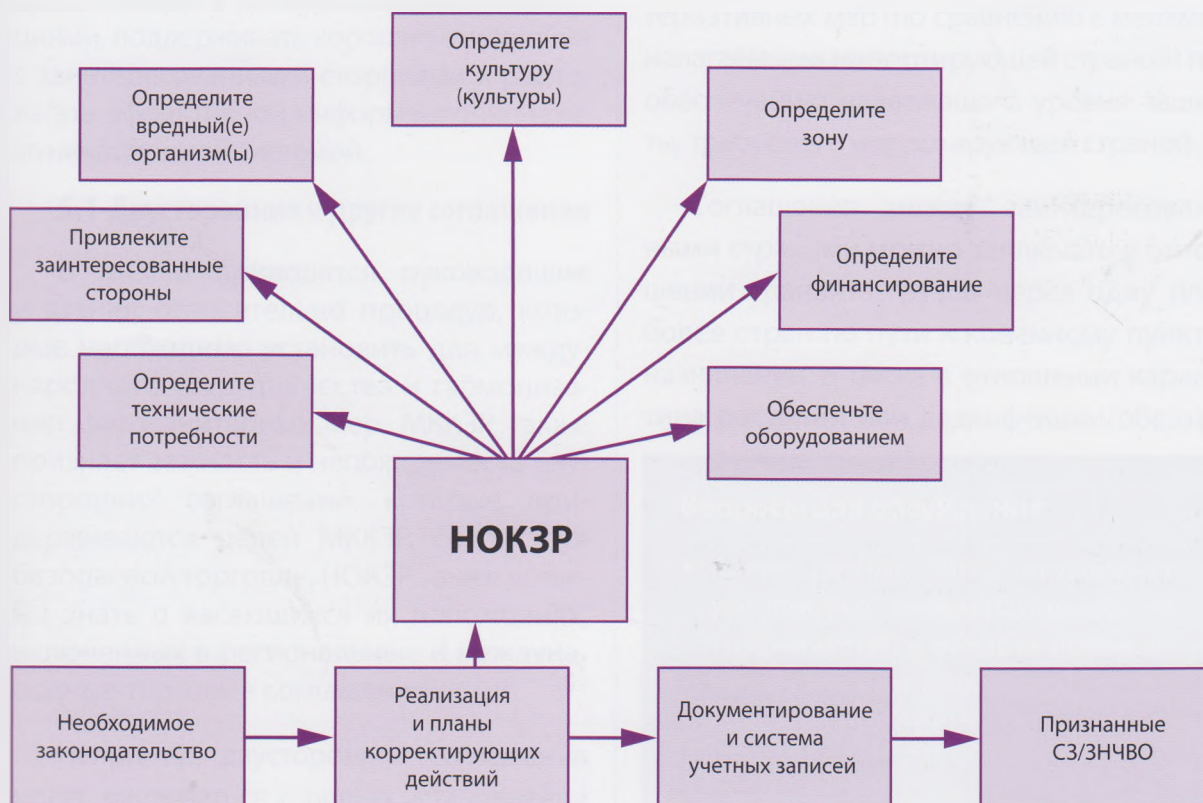 Определите
культуру
(культуры)
Определите
вредный(е)
организм(ы)
Определите
зону
Привлеките
заинтересованные
стороны
Определите
финансирование
Определите
технические
потребности
Обеспечьте
оборудованием
НОКЗР
Необходимое
законодательство
Реализация
и планы
корректирующих
действий
Документирование
и система
учетных записей
Признанные
СЗ/ЗНЧВО